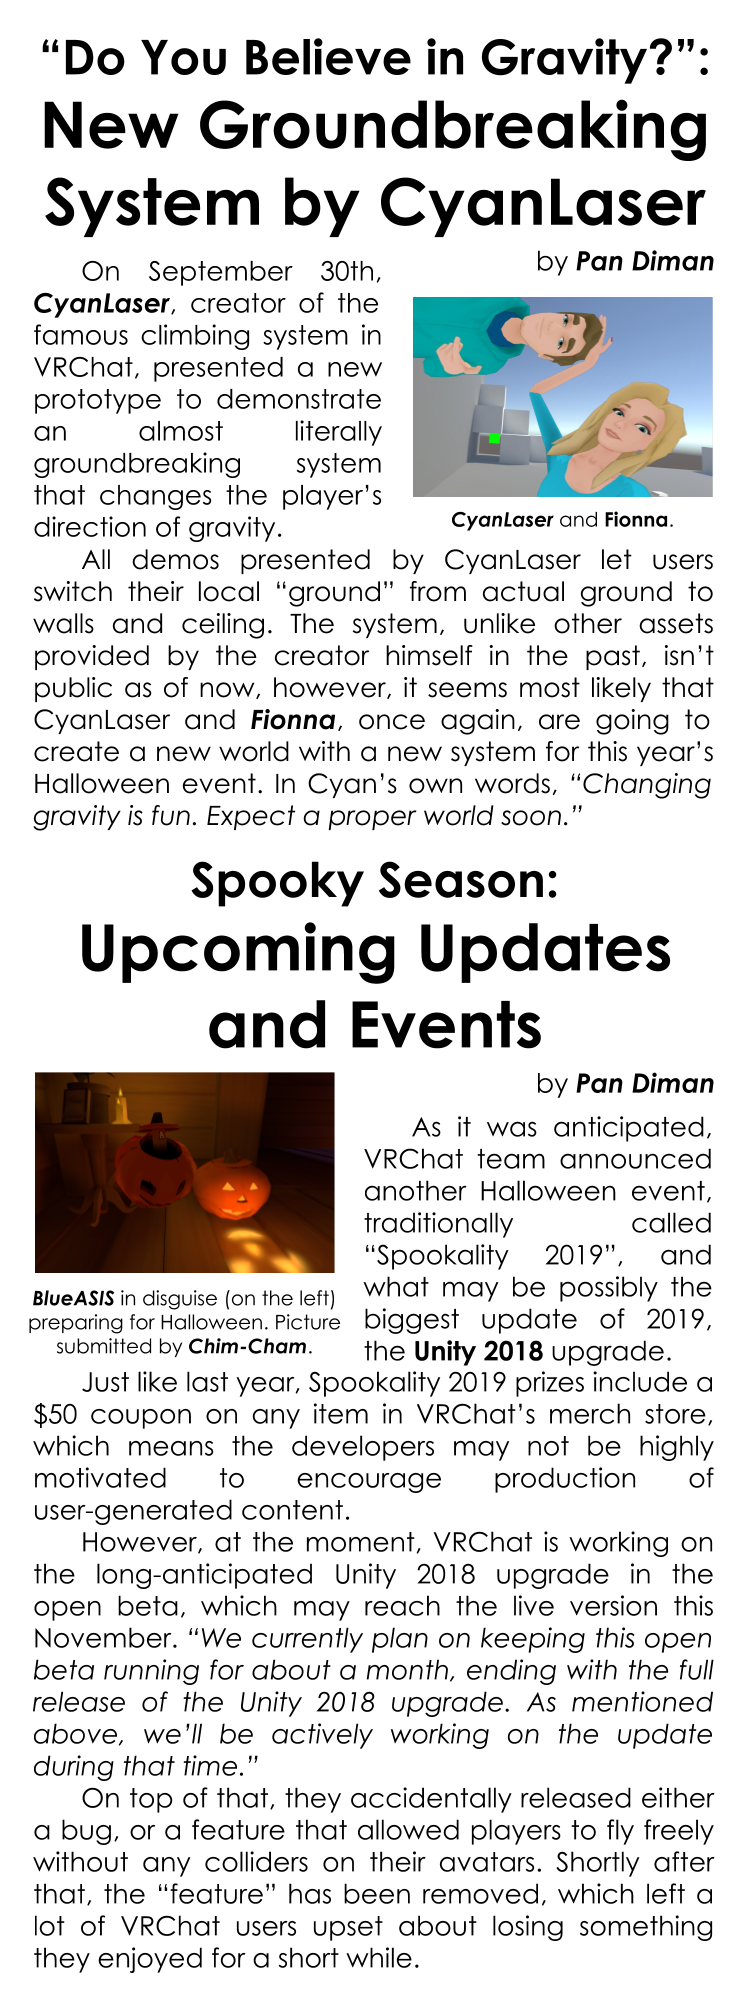 “Do You Believe in Gravity?”:
New Groundbreaking
System by CyanLaser
by Pan Diman
On September 30th,
CyanLaser, creator of the
famous climbing system in
VRChat, presented a new
prototype to demonstrate
an almost literally
groundbreaking system
that changes the player’s
direction of gravity.
CyanLaser and Fionna.
All demos presented by CyanLaser let users
switch their local “ground” from actual ground to
walls and ceiling. The system, unlike other assets
provided by the creator himself in the past, isn’t
public as of now, however, it seems most likely that
CyanLaser and Fionna, once again, are going to
create a new world with a new system for this year’s
Halloween event. In Cyan’s own words, “Changing
gravity is fun. Expect a proper world soon.”
Spooky Season:
Upcoming Updates
and Events
by Pan Diman
BlueASIS in disguise (on the left)
preparing for Halloween. Picture
submitted by Chim-Cham.
As it was anticipated,
VRChat team announced
another Halloween event,
traditionally called
“Spookality 2019”, and
what may be possibly the
biggest update of 2019,
the Unity 2018 upgrade.
Just like last year, Spookality 2019 prizes include a
$50 coupon on any item in VRChat’s merch store,
which means the developers may not be highly
motivated to encourage production of
user-generated content.
However, at the moment, VRChat is working on
the long-anticipated Unity 2018 upgrade in the
open beta, which may reach the live version this
November. “We currently plan on keeping this open
beta running for about a month, ending with the full
release of the Unity 2018 upgrade. As mentioned
above, we’ll be actively working on the update
during that time.”
On top of that, they accidentally released either
a bug, or a feature that allowed players to fly freely
without any colliders on their avatars. Shortly after
that, the “feature” has been removed, which left a
lot of VRChat users upset about losing something
they enjoyed for a short while.